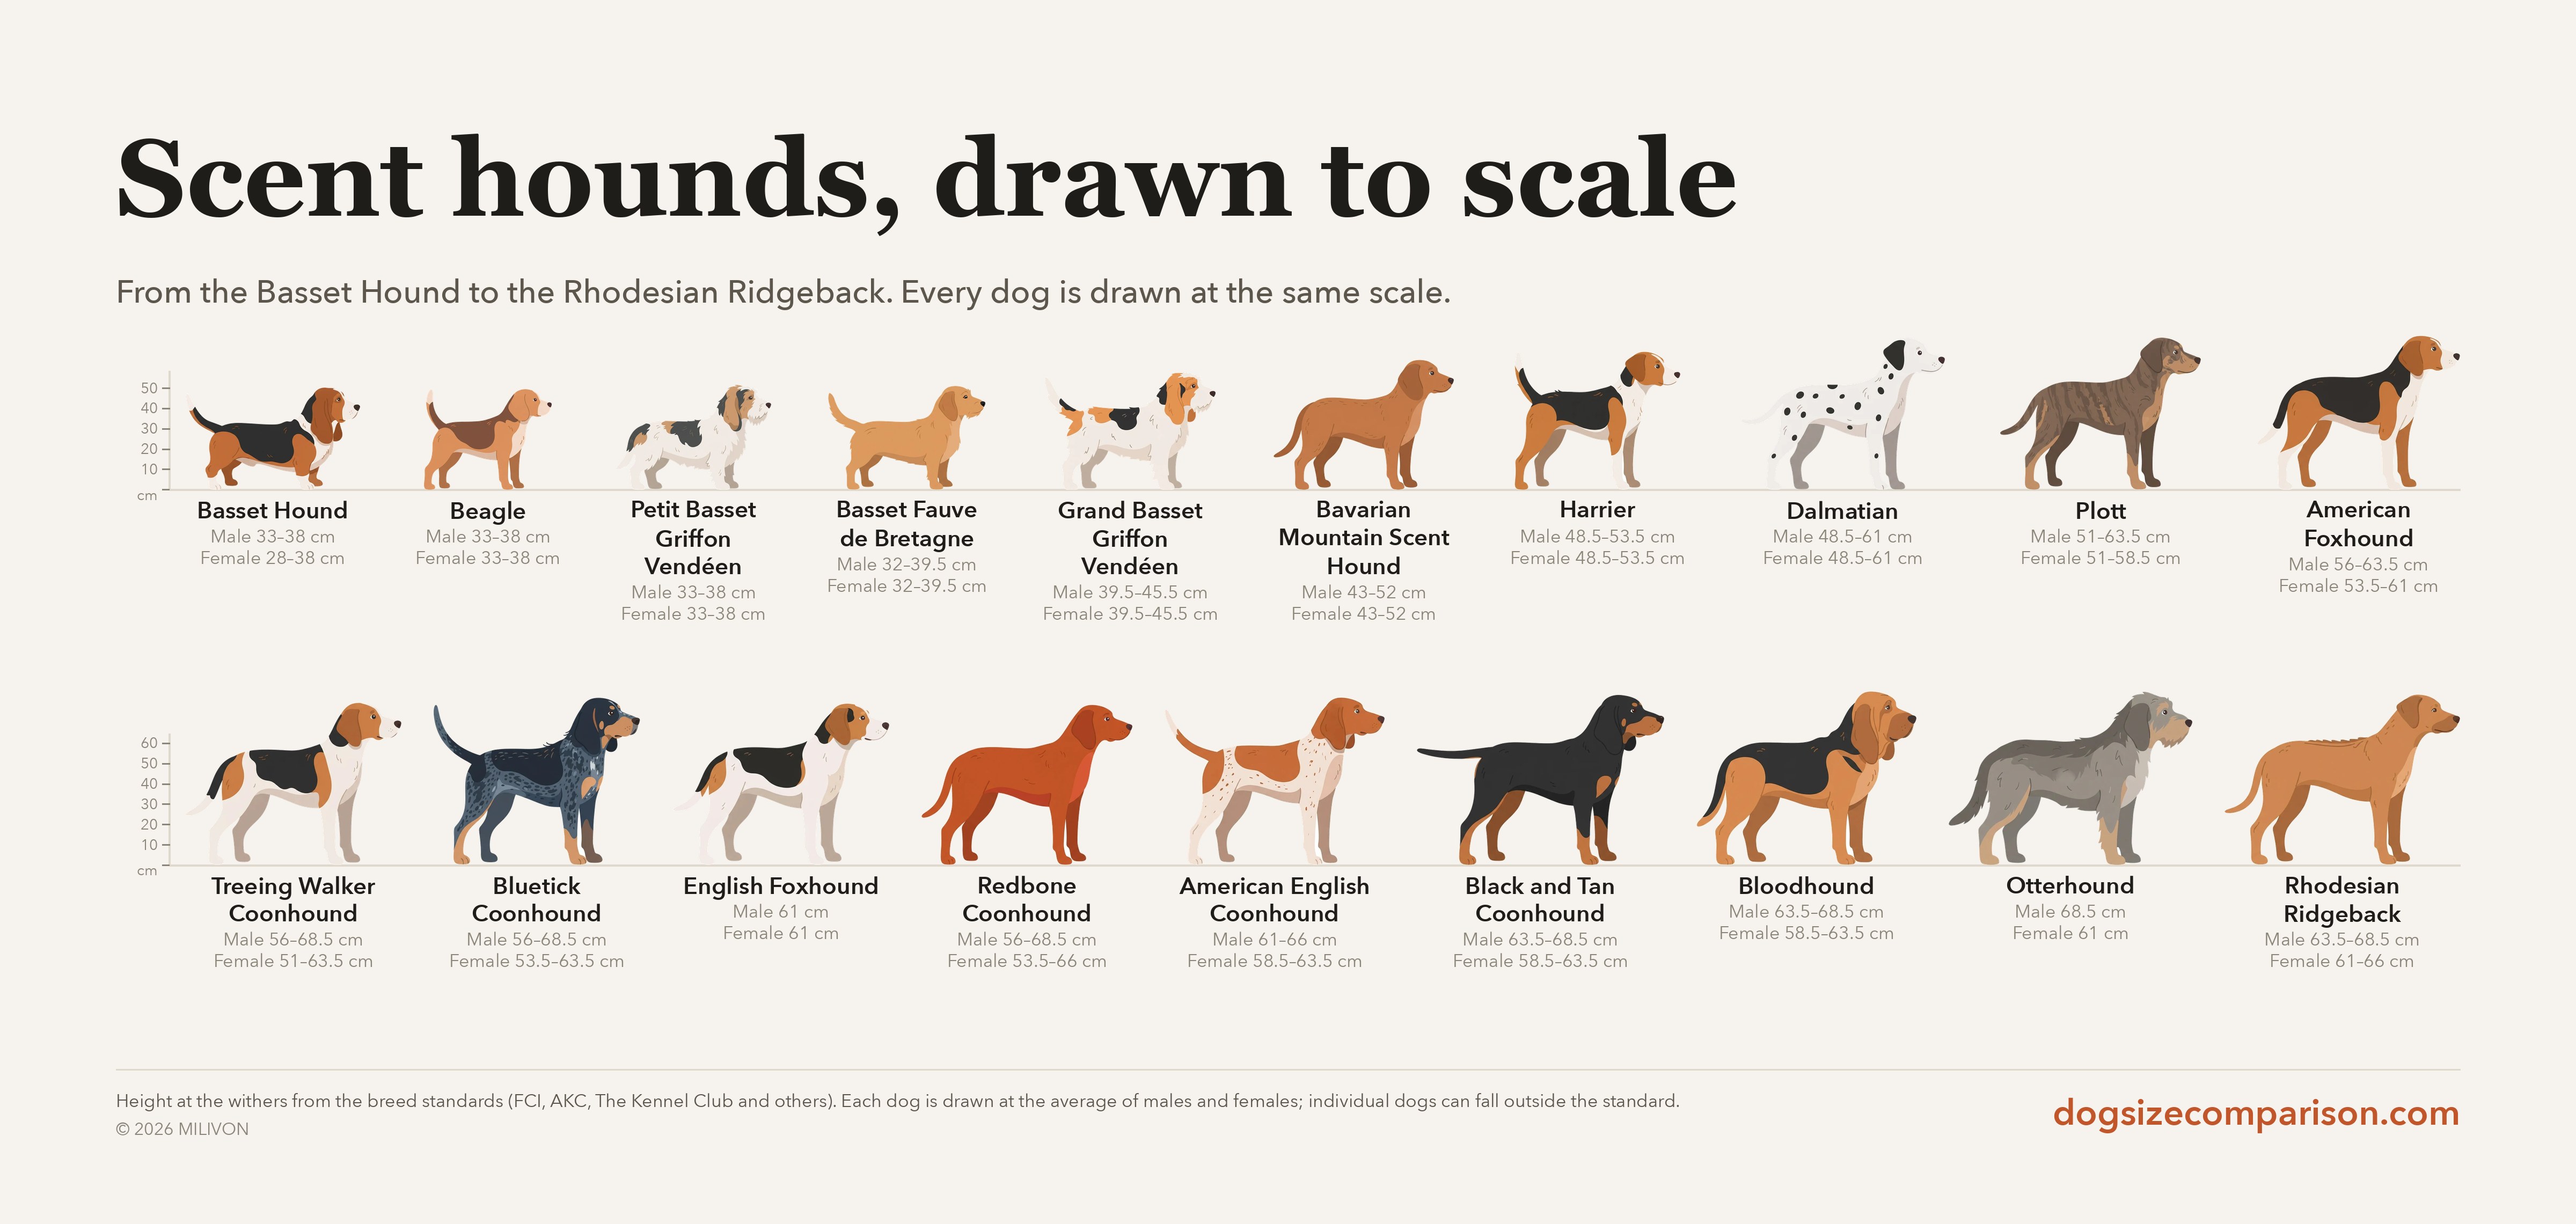 Scent hounds, drawn to scale
From the Basset Hound to the Rhodesian Ridgeback. Every dog is drawn at the same scale.
50
40
30
20
10
cm
Basset Hound
Male 33–38 cm
Female 28–38 cm
Beagle
Male 33–38 cm
Female 33–38 cm
Petit Basset
Griffon
Vendéen
Male 33–38 cm
Female 33–38 cm
Basset Fauve
de Bretagne
Male 32–39.5 cm
Female 32–39.5 cm
Grand Basset
Griffon
Vendéen
Male 39.5–45.5 cm
Female 39.5–45.5 cm
Bavarian
Mountain Scent
Hound
Male 43–52 cm
Female 43–52 cm
Harrier
Male 48.5–53.5 cm
Female 48.5–53.5 cm
Dalmatian
Male 48.5–61 cm
Female 48.5–61 cm
Plott
Male 51–63.5 cm
Female 51–58.5 cm
American
Foxhound
Male 56–63.5 cm
Female 53.5–61 cm
60
50
40
30
20
10
cm
Treeing Walker
Coonhound
Male 56–68.5 cm
Female 51–63.5 cm
Bluetick
Coonhound
Male 56–68.5 cm
Female 53.5–63.5 cm
English Foxhound
Male 61 cm
Female 61 cm
Redbone
Coonhound
Male 56–68.5 cm
Female 53.5–66 cm
American English
Coonhound
Male 61–66 cm
Female 58.5–63.5 cm
Black and Tan
Coonhound
Male 63.5–68.5 cm
Female 58.5–63.5 cm
Bloodhound
Male 63.5–68.5 cm
Female 58.5–63.5 cm
Otterhound
Male 68.5 cm
Female 61 cm
Rhodesian
Ridgeback
Male 63.5–68.5 cm
Female 61–66 cm
Height at the withers from the breed standards (FCI, AKC, The Kennel Club and others). Each dog is drawn at the average of males and females; individual dogs can fall outside the standard.
© 2026 MILIVON
dogsizecomparison.com